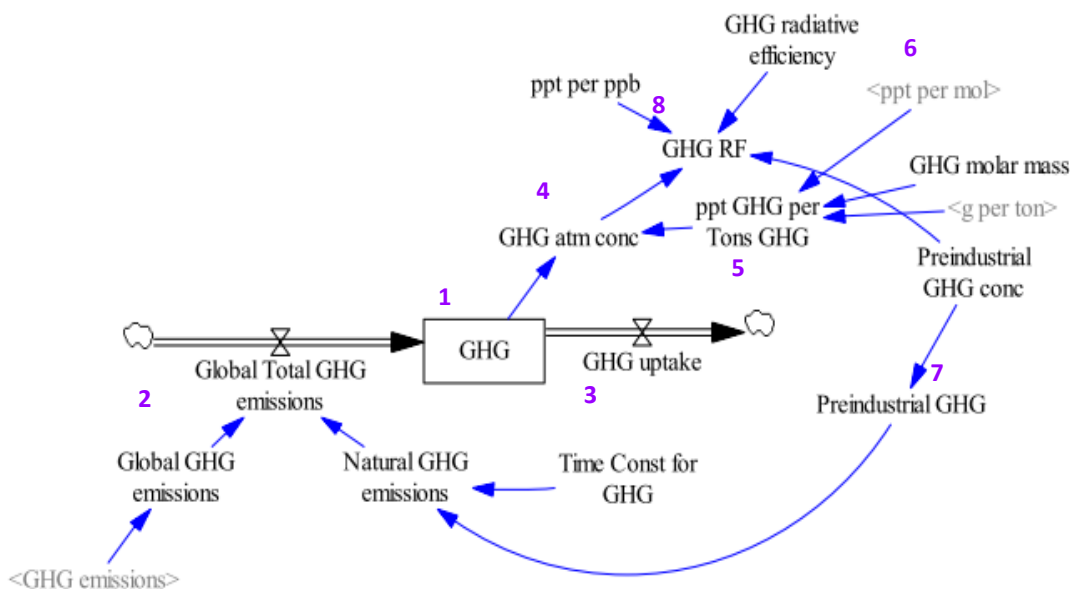 GHG radiative
efficiency
6
ppt per ppb
<ppt per mol>
8
GHG RF
GHG molar mass
4
ppt GHG per
Tons GHG
<g per ton>
GHG atm conc
Preindustrial
GHG conc
5
1
GHG
GHG uptake
Global Total GHG
emissions
2
3
7
Preindustrial GHG
Global GHG
emissions
Natural GHG
emissions
Time Const for
GHG
<GHG emissions>